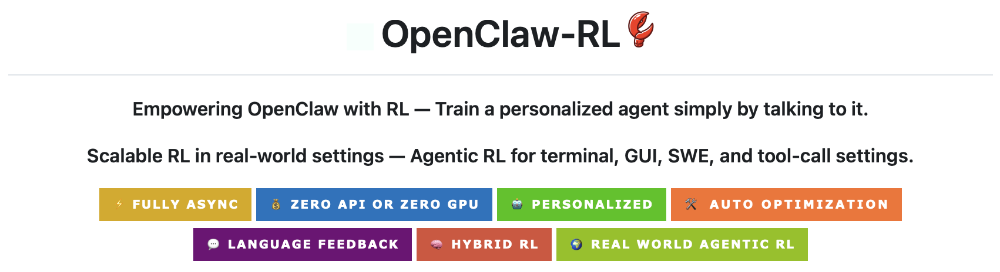 OpenClaw-RL
Empowering OpenClaw with RL — Train a personalized agent simply by talking to it.
Scalable RL in real-world settings — Agentic RL for terminal, GUI, SWE, and tool-call settings.
FULLY ASYNC ZERO API OR ZERO GPU PERSONALIZED AUTO OPTIMIZATION
LANGUAGE FEEDBACK HYBRID RL REAL WORLD AGENTIC RL